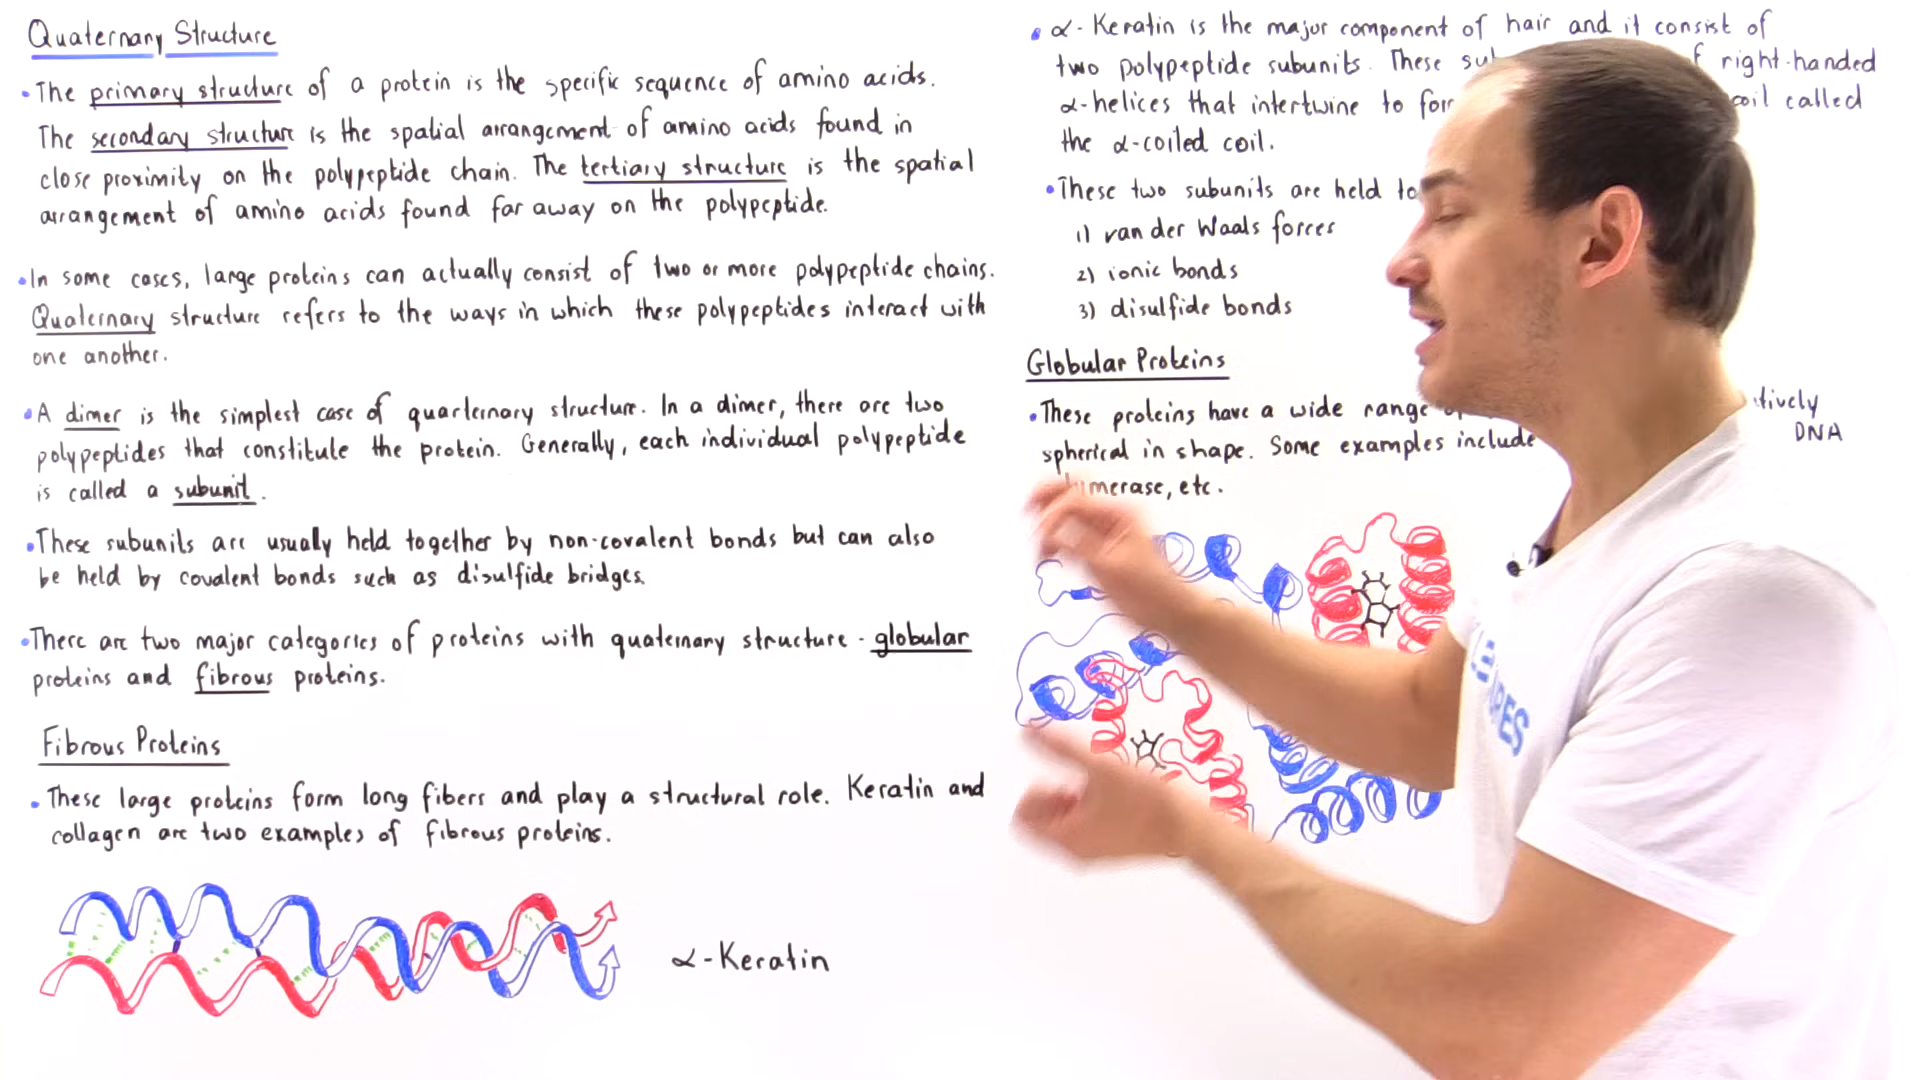 Quaternary Structure
• The primary structure of a protein is the specific sequence of amino acids.
The secondary structure is the spatial arrangement of amino acids found in
close proximity on the polypeptide chain. The tertiary structure is the spatial
arrangement of amino acids found far away on the polypeptide.
• In some cases, large proteins can actually consist of two or more polypeptide chains.
Quaternary structure refers to the ways in which these polypeptides interact with
one another.
• A dimer is the simplest case of quarternary structure. In a dimer, there are two
polypeptides that constitute the protein. Generally, each individual polypeptide
is called a subunit.
• These subunits are usually held together by non-covalent bonds but can also
be held by covalent bonds such as disulfide bridges.
• There are two major categories of proteins with quaternary structure - globular
proteins and fibrous proteins.
Fibrous Proteins
• These large proteins form long fibers and play a structural role. Keratin and
collagen are two examples of fibrous proteins.
α-Keratin
• α-Keratin is the major component of hair and it consist of
two polypeptide subunits. These right-handed
α-helices that intertwine to coil called
the α-coiled coil.
• These two subunits are held
1) van der Waals forces
2) ionic bonds
3) disulfide bonds
Globular Proteins
• These proteins have a wide range
spherical in shape. Some examples include DNA
merase, etc.